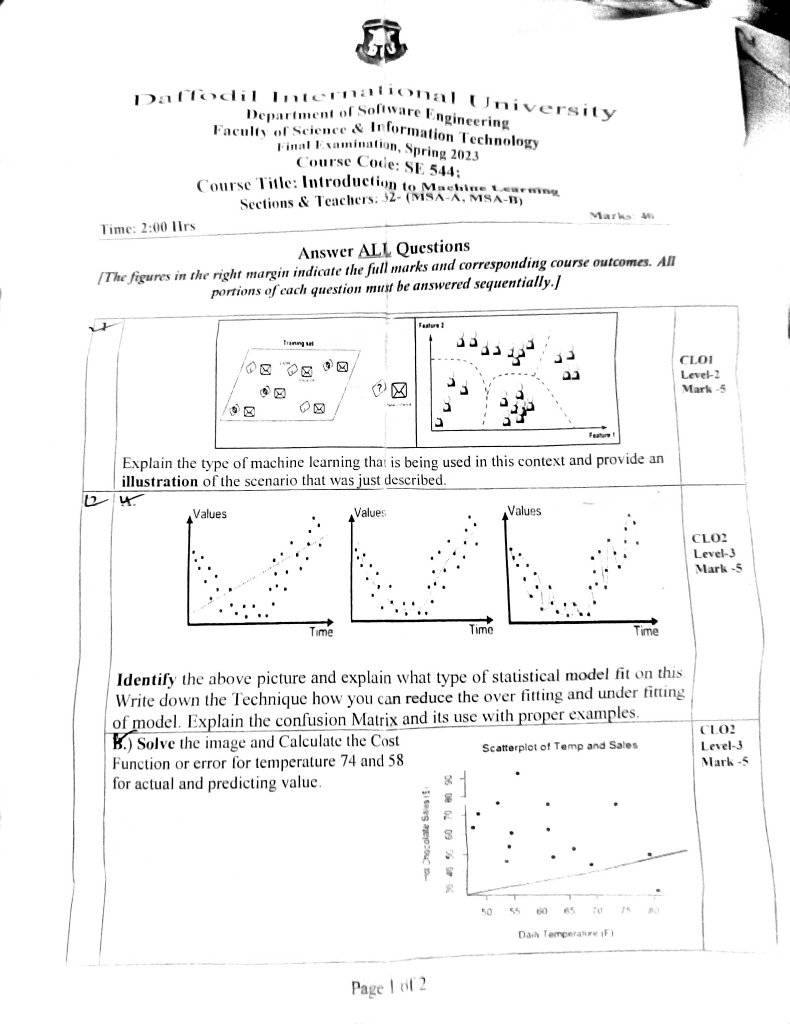 Daffodil International University
Department of Software Engineering
Faculty of Science & Information Technology
Final Examination, Spring 2023
Course Code: SE 544;
Course Title: Introduction to Machine Learning
Sections & Teachers: 32- (MSA-A, MSA-B)
Time: 2:00 Hrs
Marks: 40
Answer ALL Questions
[The figures in the right margin indicate the full marks and corresponding course outcomes. All
portions of each question must be answered sequentially.]
Training set
Feature 2
Feature 1
CLO1
Level-2
Mark -5
Explain the type of machine learning that is being used in this context and provide an
illustration of the scenario that was just described.
Values
Values
Values
Time
Time
Time
CLO2
Level-3
Mark -5
Identify the above picture and explain what type of statistical model fit on this.
Write down the Technique how you can reduce the over fitting and under fitting
of model. Explain the confusion Matrix and its use with proper examples.
B.) Solve the image and Calculate the Cost
Function or error for temperature 74 and 58
for actual and predicting value.
Scatterplot of Temp and Sales
Chocolate Sales
40 50 60 70 80 90
50 55 60 65 70 75 80
Daily Temperature (F)
CLO2
Level-3
Mark -5
Page 1 of 2